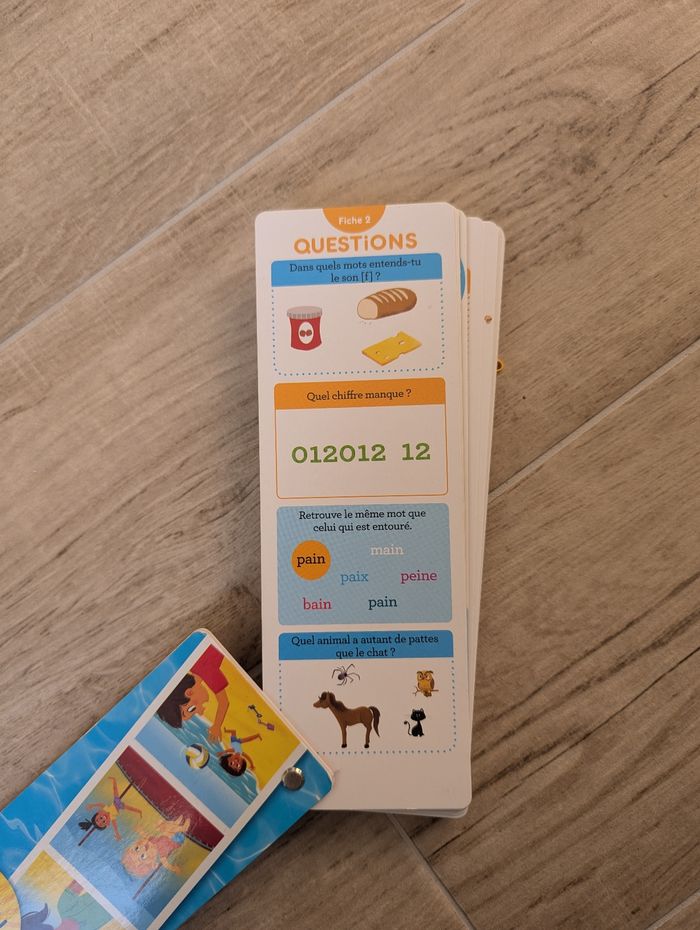 Fiche 2
QUESTiONS
Dans quels mots entends-tu
le son [f] ?
Quel chiffre manque ?
012012 12
Retrouve le même mot que
celui qui est entouré.
pain
main
paix
peine
bain
pain
Quel animal a autant de pattes
que le chat ?